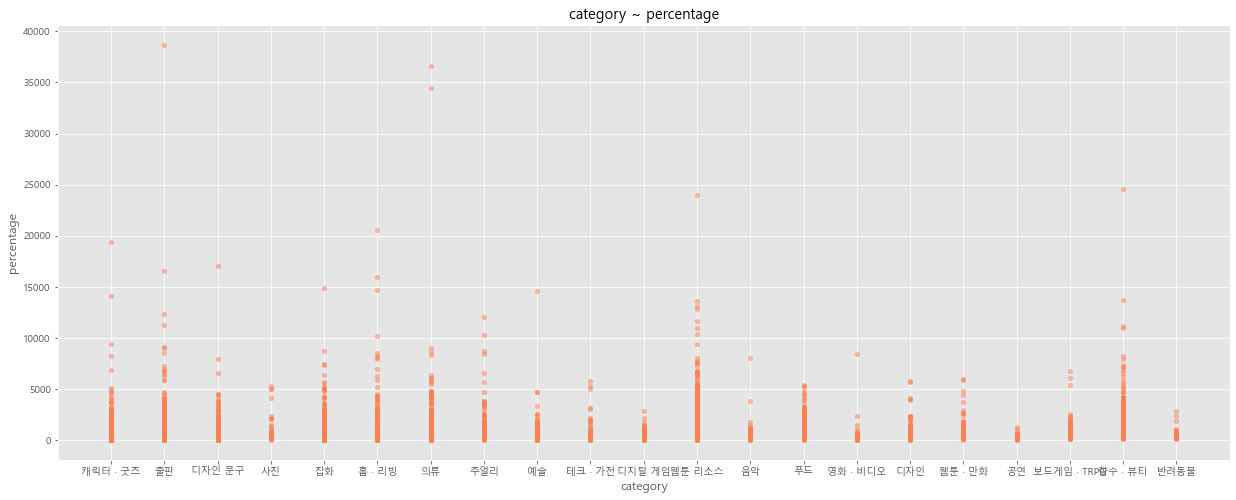 category ~ percentage
40000
35000
30000
25000
20000
15000
10000
5000
0
percentage
캐릭터 · 굿즈 출판 디자인 문구 사진 잡화 홈 · 리빙 의류 주얼리 예술 테크 · 가전 디지털 게임 웹툰 리소스 음악 푸드 영화 · 비디오 디자인 웹툰 · 만화 공연 보드게임 · TRPG 향수 · 뷰티 반려동물
category